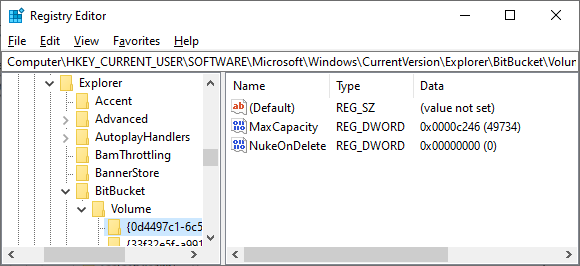 Registry Editor
File Edit View Favorites Help
Computer\HKEY_CURRENT_USER\SOFTWARE\Microsoft\Windows\CurrentVersion\Explorer\BitBucket\Volur
Explorer
Accent
Advanced
AutoplayHandlers
BamThrottling
BannerStore
BitBucket
Volume
{0d4497c1-6c5
{33f32e5f-a991
Name Type Data
(Default) REG_SZ (value not set)
MaxCapacity REG_DWORD 0x0000c246 (49734)
NukeOnDelete REG_DWORD 0x00000000 (0)